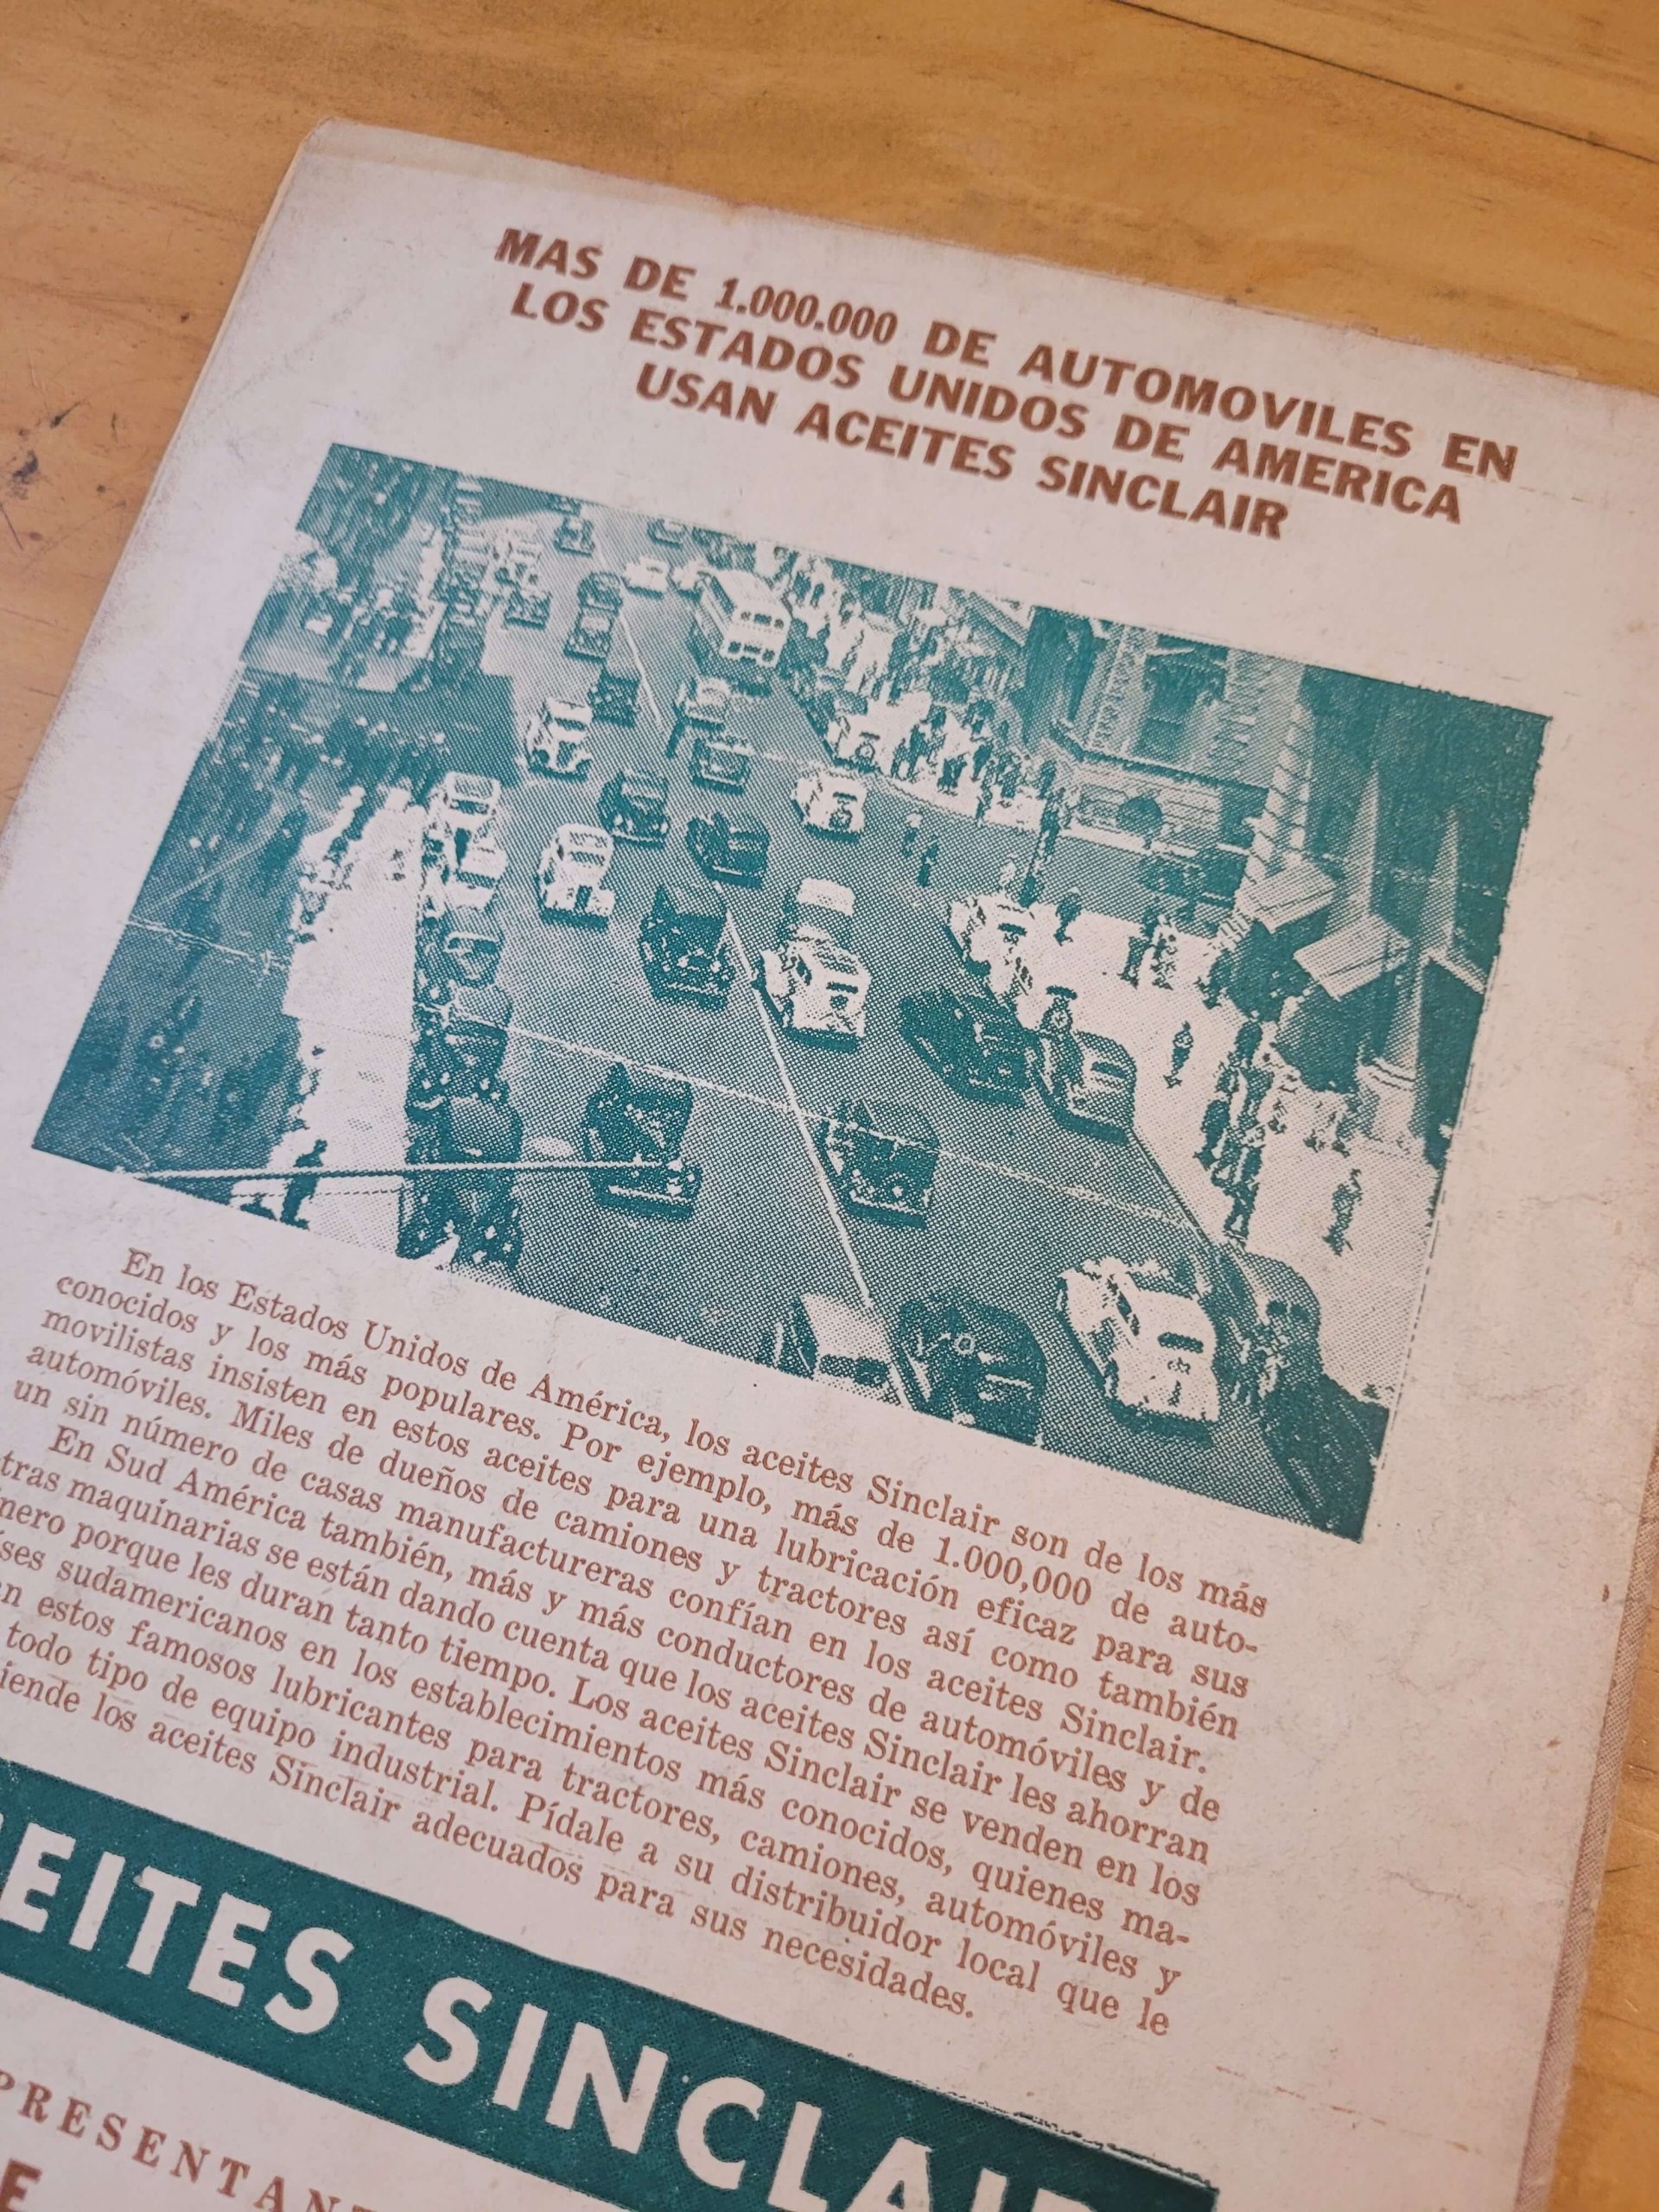 MAS DE 1.000.000 DE AUTOMOVILES EN
LOS ESTADOS UNIDOS DE AMERICA
USAN ACEITES SINCLAIR
En los Estados Unidos de América, los aceites Sinclair son de los más
conocidos y los más populares. Por ejemplo, más de 1.000,000 de auto-
movilistas insisten en estos aceites para una lubricación eficaz para sus
automóviles. Miles de dueños de camiones y tractores así como también
un sin número de casas manufactureras confían en los aceites Sinclair.
En Sud América también, más y más conductores de automóviles y de
tras maquínarias se están dando cuenta que los aceites Sinclair les ahorran
nero porque les duran tanto tiempo. Los aceites Sinclair se venden en los
ses sudamericanos en los establecimientos más conocidos, quienes ma-
n estos famosos lubricantes para tractores, camiones, automóviles y
todo tipo de equipo industrial. Pídale a su distribuidor local que le
iende los aceites Sinclair adecuados para sus necesidades.
EITES SINCLAIR
PRESENTAN
E